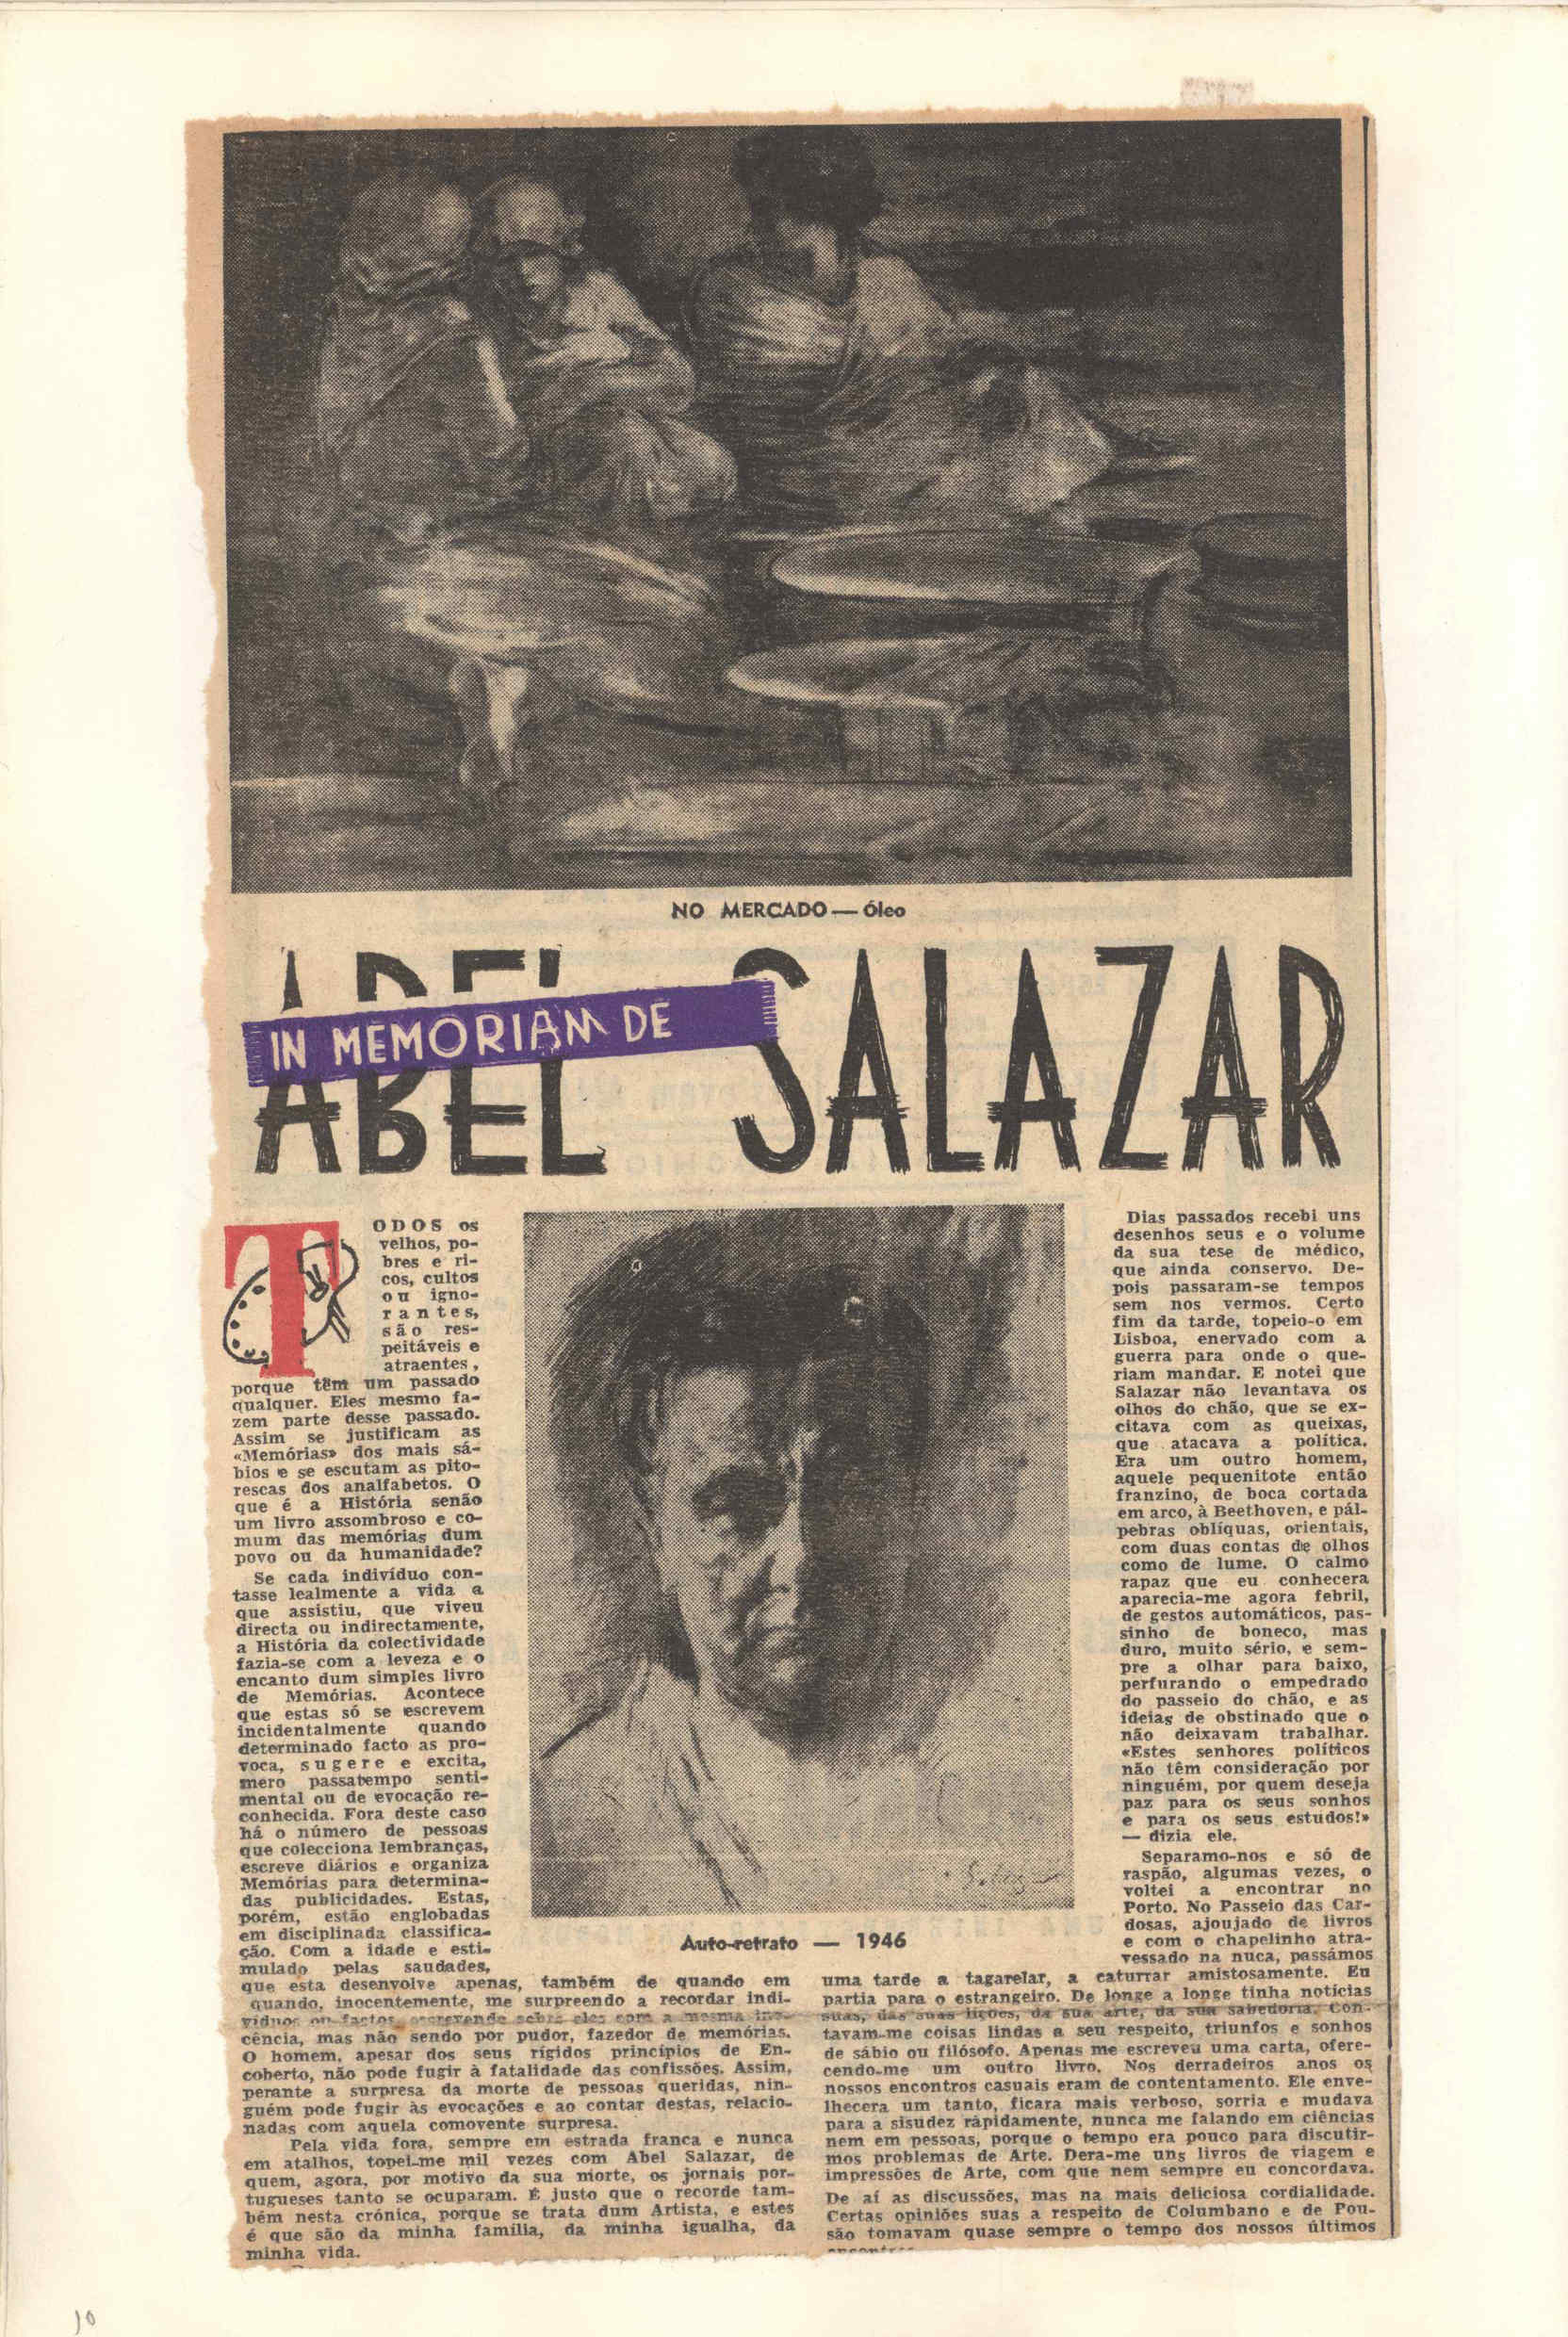 NO MERCADO — Óleo
IN MEMORIAM DE
ABEL SALAZAR
TODOS os
velhos, po-
bres e ri-
cos, cultos
ou igno-
rantes,
são res-
peitáveis e
atraentes,
porque têm um passado
qualquer. Eles mesmo fa-
zem parte desse passado.
Assim se justificam as
«Memórias» dos mais sá-
bios e se escutam as pito-
rescas dos analfabetos. O
que é a História senão
um livro assombroso e co-
mum das memórias dum
povo ou da humanidade?
Se cada indivíduo con-
tasse lealmente a vida a
que assistiu, que viveu
directa ou indirectamente,
a História da colectividade
fazia-se com a leveza e o
encanto dum simples livro
de Memórias. Acontece
que estas só se escrevem
incidentalmente quando
determinado facto as pro-
voca, sugere e excita,
mero passatempo senti-
mental ou de evocação re-
conhecida. Fora deste caso
há o número de pessoas
que colecciona lembranças,
escreve diários e organiza
Memórias para determina-
das publicidades. Estas,
porém, estão englobadas
em disciplinada classifica-
ção. Com a idade e esti-
mulado pelas saudades,
que esta desenvolve apenas, também de quando em
quando, inocentemente, me surpreendo a recordar indi-
víduos ou factos, escrevendo sobre eles com a mesma ino-
cência, mas não sendo por pudor, fazedor de memórias.
O homem, apesar dos seus rígidos princípios de En-
coberto, não pode fugir à fatalidade das confissões. Assim,
perante a surpresa da morte de pessoas queridas, nin-
guém pode fugir às evocações e ao contar destas, relacio-
nadas com aquela comovente surpresa.
Pela vida fora, sempre em estrada franca e nunca
em atalhos, topei-me mil vezes com Abel Salazar, de
quem, agora, por motivo da sua morte, os jornais por-
tugueses tanto se ocuparam. É justo que o recorde tam-
bém nesta crónica, porque se trata dum Artista, e estes
é que são da minha família, da minha igualha, da
minha vida.
Auto-retrato — 1946
Dias passados recebi uns
desenhos seus e o volume
da sua tese de médico,
que ainda conservo. De-
pois passaram-se tempos
sem nos vermos. Certo
fim da tarde, topeio-o em
Lisboa, enervado com a
guerra para onde o que-
riam mandar. E notei que
Salazar não levantava os
olhos do chão, que se ex-
citava com as queixas,
que atacava a política.
Era um outro homem,
aquele pequenitote então
franzino, de boca cortada
em arco, à Beethoven, e pál-
pebras oblíquas, orientais,
com duas contas de olhos
como de lume. O calmo
rapaz que eu conhecera
aparecia-me agora febril,
de gestos automáticos, pas-
sinho de boneco, mas
duro, muito sério, e sem-
pre a olhar para baixo,
perfurando o empedrado
do passeio do chão, e as
ideias de obstinado que o
não deixavam trabalhar.
«Estes senhores políticos
não têm consideração por
ninguém, por quem deseja
paz para os seus sonhos
e para os seus estudos!»
— dizia ele.
Separamo-nos e só de
raspão, algumas vezes, o
voltei a encontrar no
Porto. No Passeio das Car-
dosas, ajoujado de livros
e com o chapelinho atra-
vessado na nuca, passámos
uma tarde a tagarelar, a caturrar amistosamente. Eu
partia para o estrangeiro. De longe a longe tinha notícias
suas, das suas lições, da sua arte, da sua sabedoria. Con-
tavam-me coisas lindas a seu respeito, triunfos e sonhos
de sábio ou filósofo. Apenas me escreveu uma carta, ofere-
cendo-me um outro livro. Nos derradeiros anos os
nossos encontros casuais eram de contentamento. Ele enve-
lhecera um tanto, ficara mais verboso, sorria e mudava
para a sisudez rápidamente, nunca me falando em ciências
nem em pessoas, porque o tempo era pouco para discutir-
mos problemas de Arte. Dera-me uns livros de viagem e
impressões de Arte, com que nem sempre eu concordava.
De aí as discussões, mas na mais deliciosa cordialidade.
Certas opiniões suas a respeito de Columbano e de Pou-
são tomavam quase sempre o tempo dos nossos últimos
10